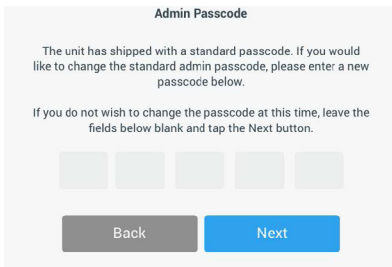 Admin Passcode
The unit has shipped with a standard passcode. If you would
like to change the standard admin passcode, please enter a new
passcode below.
If you do not wish to change the passcode at this time, leave the
fields below blank and tap the Next button.
Back Next